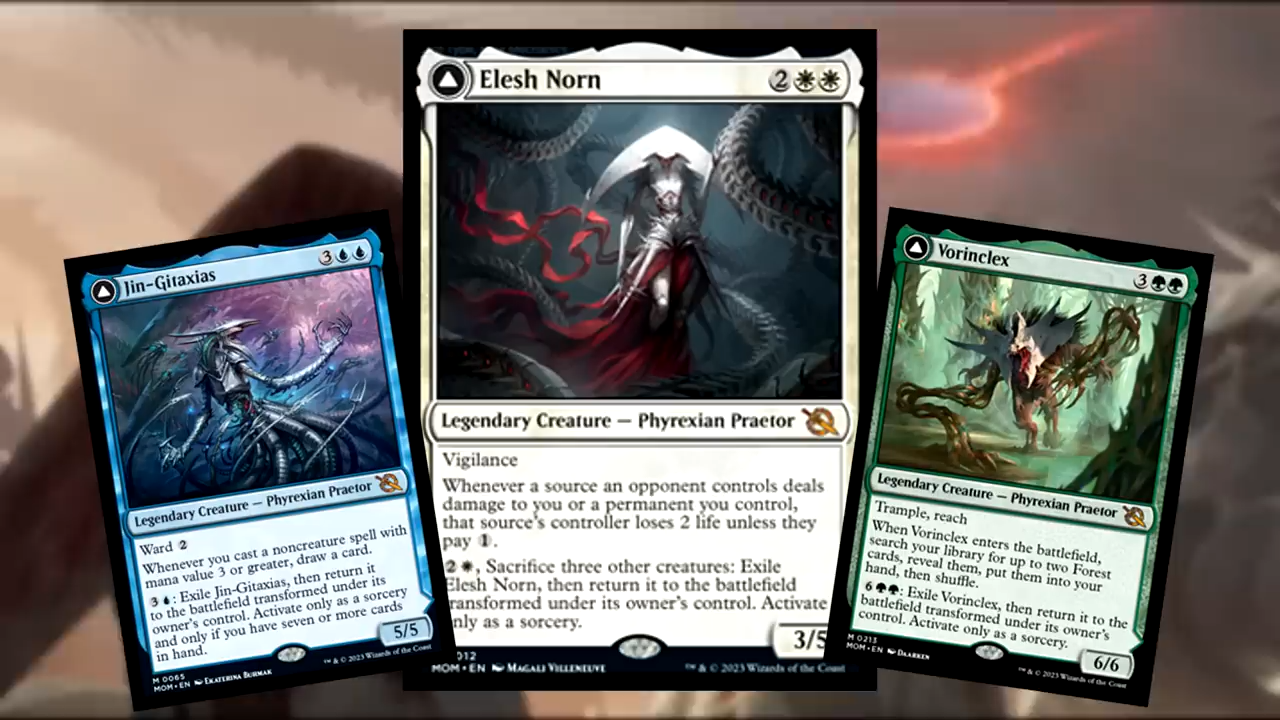 Jin-Gitaxias 3
Legendary Creature — Phyrexian Praetor
Ward 2
Whenever you cast a noncreature spell with
mana value 3 or greater, draw a card.
3: Exile Jin-Gitaxias, then return it
to the battlefield transformed under its
owner's control. Activate only as a sorcery
and only if you have seven or more cards
in hand.
5/5
M 0065
MOM • EN EKATERINA BURMAK
™ & © 2023 Wizards of the Coast
Elesh Norn 2
Legendary Creature — Phyrexian Praetor
Vigilance
Whenever a source an opponent controls deals
damage to you or a permanent you control,
that source's controller loses 2 life unless they
pay 1.
2, Sacrifice three other creatures: Exile
Elesh Norn, then return it to the battlefield
transformed under its owner's control. Activate
only as a sorcery.
3/5
012
MOM • EN MAGALI VILLENEUVE
™ & © 2023 Wizards of the Coast
Vorinclex 3
Legendary Creature — Phyrexian Praetor
Trample, reach
When Vorinclex enters the battlefield,
search your library for up to two Forest
cards, reveal them, put them into your
hand, then shuffle.
6: Exile Vorinclex, then return it to the
battlefield transformed under its owner's
control. Activate only as a sorcery.
6/6
M 0213
MOM • EN DAARKEN
™ & © 2023 Wizards of the Coast